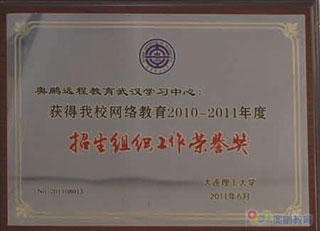 奥鹏远程教育武汉学习中心：
获得我校网络教育2010-2011年度
招生组织工作荣誉奖
大连理工大学
2011年6月
奥鹏教育